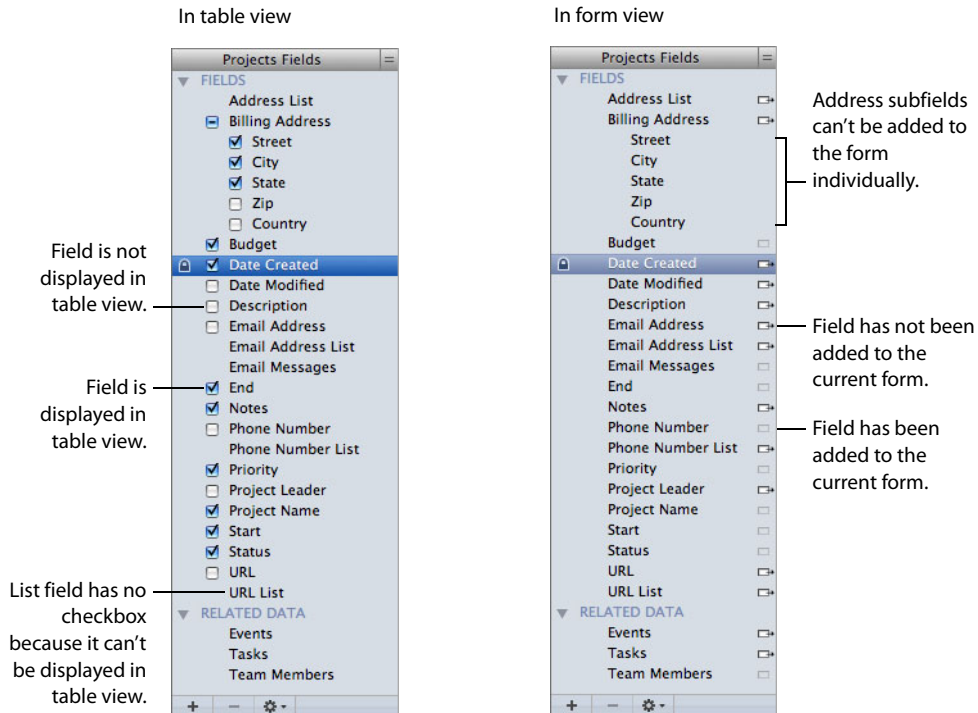 In table view
Projects Fields
FIELDS
Address List
Billing Address
Street
City
State
Zip
Country
Budget
Date Created
Date Modified
Description
Email Address
Email Address List
Email Messages
End
Notes
Phone Number
Phone Number List
Priority
Project Leader
Project Name
Start
Status
URL
URL List
RELATED DATA
Events
Tasks
Team Members
Field is not
displayed in
table view.
Field is
displayed in
table view.
List field has no
checkbox
because it can’t
be displayed in
table view.
In form view
Projects Fields
FIELDS
Address List
Billing Address
Street
City
State
Zip
Country
Budget
Date Created
Date Modified
Description
Email Address
Email Address List
Email Messages
End
Notes
Phone Number
Phone Number List
Priority
Project Leader
Project Name
Start
Status
URL
URL List
RELATED DATA
Events
Tasks
Team Members
Address subfields
can’t be added to
the form
individually.
Field has not been
added to the
current form.
Field has been
added to the
current form.